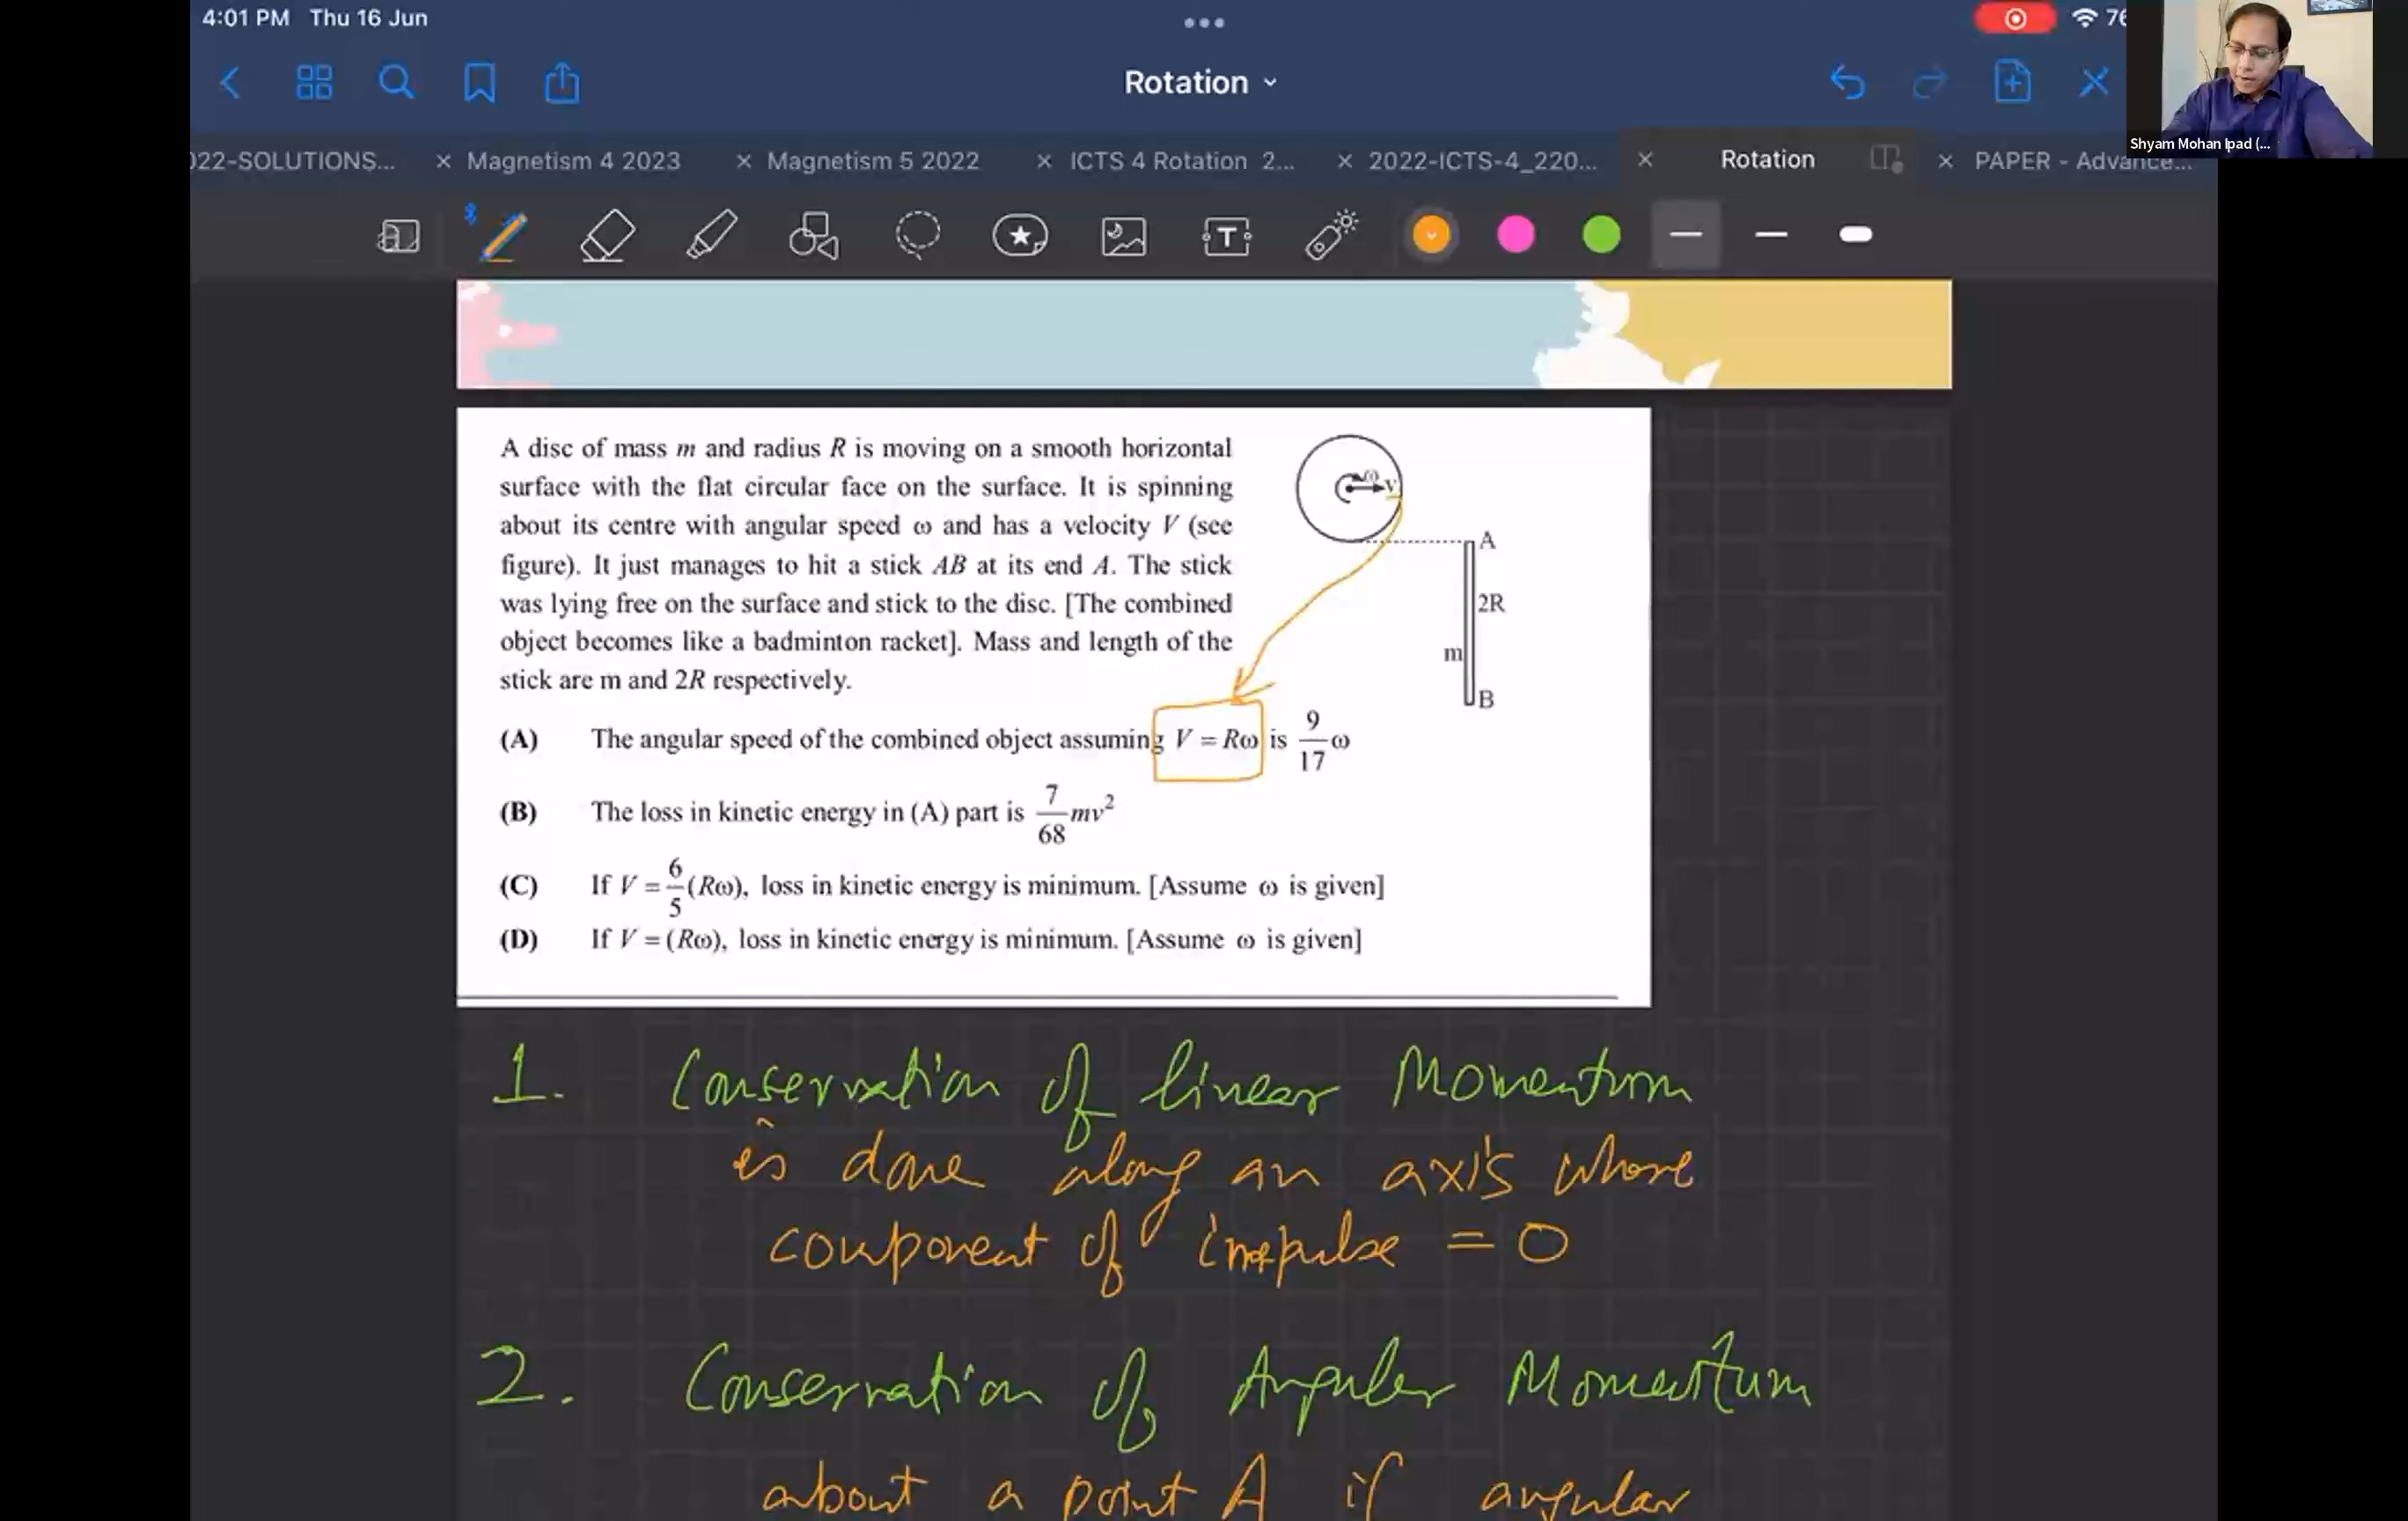 4:01 PM Thu 16 Jun
76
Rotation
Shyam Mohan Ipad (...
022-SOLUTIONS... × Magnetism 4 2023 × Magnetism 5 2022 × ICTS 4 Rotation 2... × 2022-ICTS-4_220... × Rotation × PAPER - Advance...
T
A disc of mass m and radius R is moving on a smooth horizontal
surface with the flat circular face on the surface. It is spinning
about its centre with angular speed ω and has a velocity V (see
figure). It just manages to hit a stick AB at its end A. The stick
was lying free on the surface and stick to the disc. [The combined
object becomes like a badminton racket]. Mass and length of the
stick are m and 2R respectively.
ω
v
A
2R
m
B
(A) The angular speed of the combined object assuming V = Rω is 9/17 ω
(B) The loss in kinetic energy in (A) part is 7/68 mv²
(C) If V = 6/5 (Rω), loss in kinetic energy is minimum. [Assume ω is given]
(D) If V = (Rω), loss in kinetic energy is minimum. [Assume ω is given]
1. Conservation of linear Momentum
is done along an axis whose
component of impulse = 0
2. Conservation of Angular Momentum
about a point A if angular